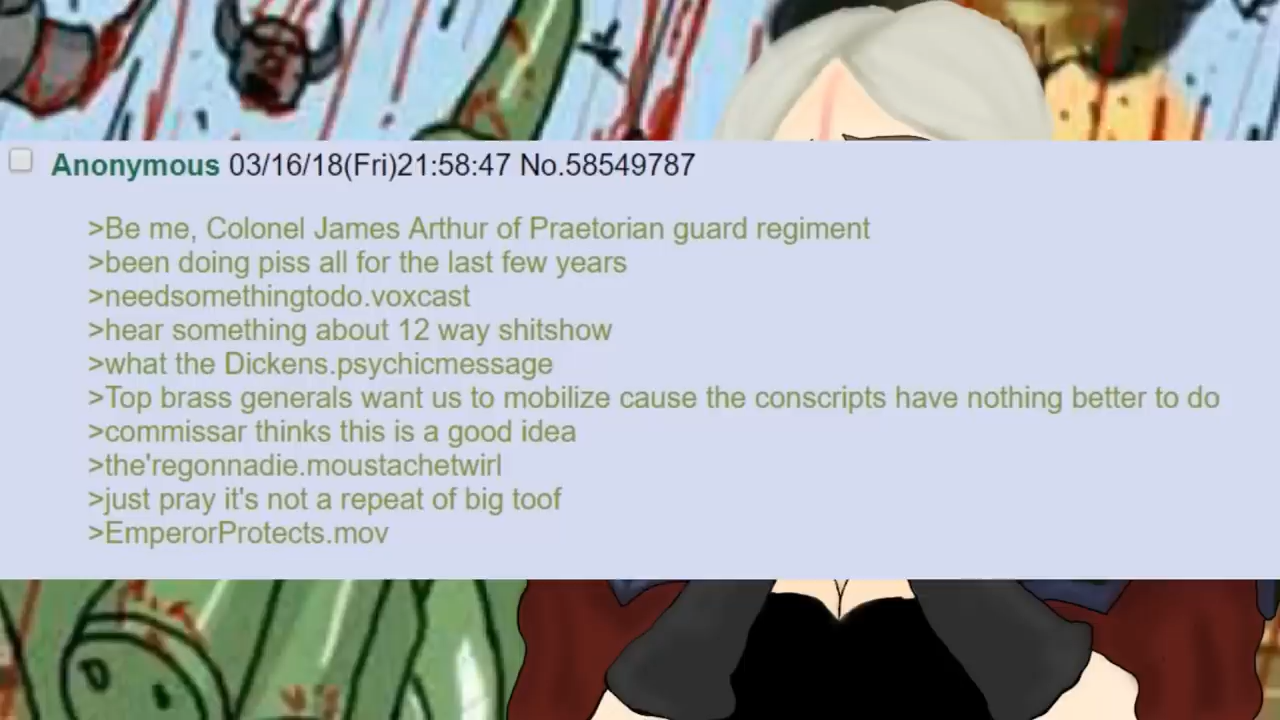 Anonymous 03/16/18(Fri)21:58:47 No.58549787
>Be me, Colonel James Arthur of Praetorian guard regiment
>been doing piss all for the last few years
>needsomethingtodo.voxcast
>hear something about 12 way shitshow
>what the Dickens.psychicmessage
>Top brass generals want us to mobilize cause the conscripts have nothing better to do
>commissar thinks this is a good idea
>the'regonnadie.moustachetwirl
>just pray it's not a repeat of big toof
>EmperorProtects.mov